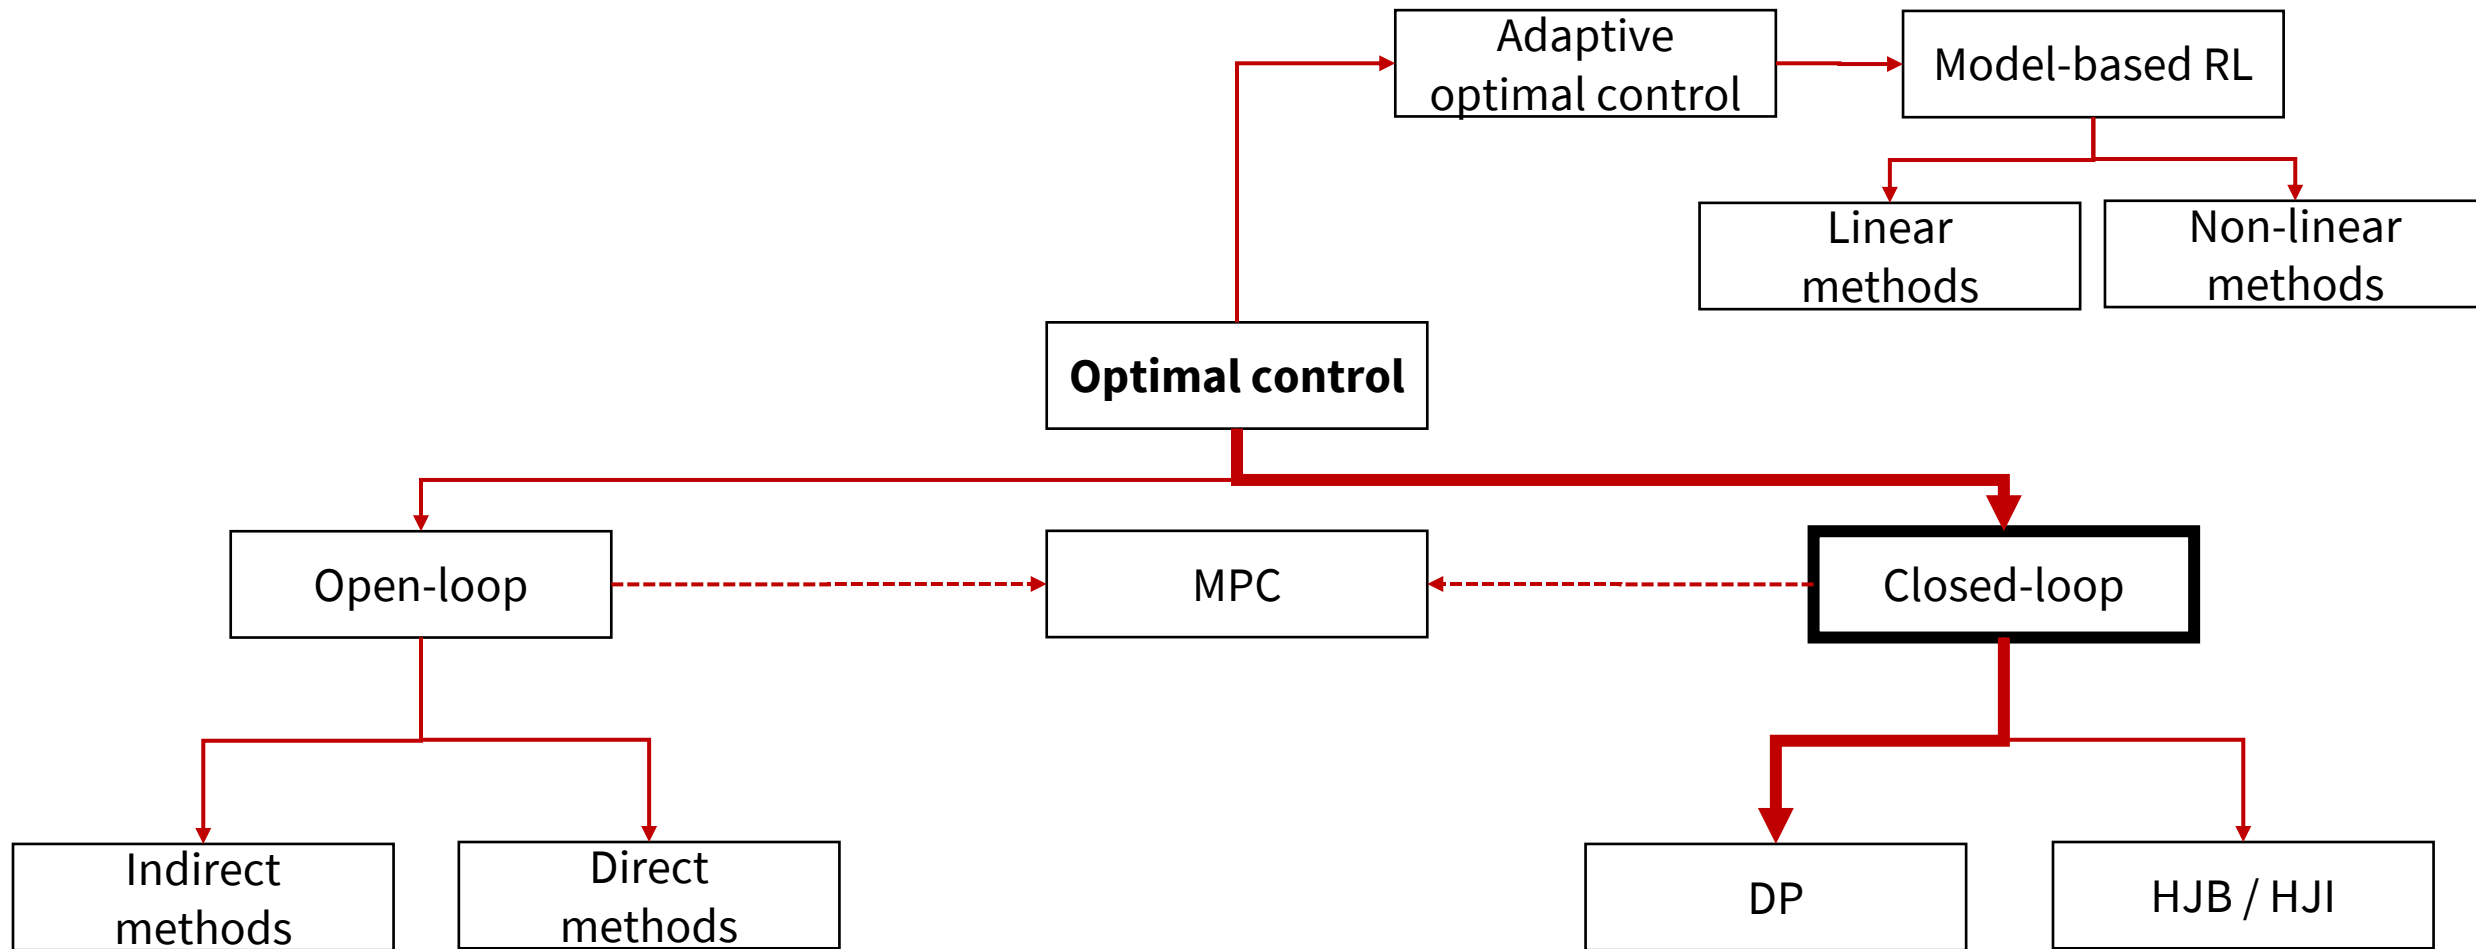 Adaptive
optimal control
Model-based RL
Linear
methods
Non-linear
methods
Optimal control
Open-loop
MPC
Closed-loop
Indirect
methods
Direct
methods
DP
HJB / HJI